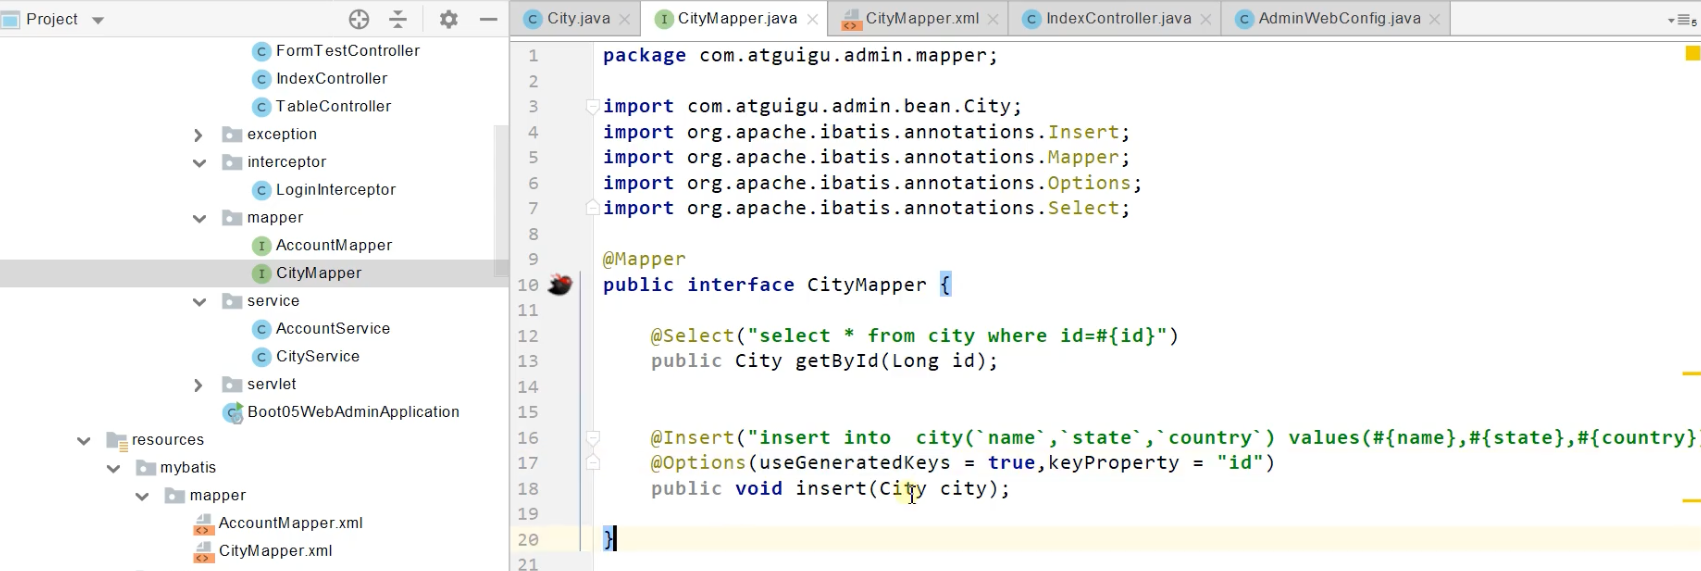 Project
FormTestController
IndexController
TableController
exception
interceptor
LoginInterceptor
mapper
AccountMapper
CityMapper
service
AccountService
CityService
servlet
Boot05WebAdminApplication
resources
mybatis
mapper
AccountMapper.xml
CityMapper.xml
City.java
CityMapper.java
CityMapper.xml
IndexController.java
AdminWebConfig.java
5
1 package com.atguigu.admin.mapper;
2
3 import com.atguigu.admin.bean.City;
4 import org.apache.ibatis.annotations.Insert;
5 import org.apache.ibatis.annotations.Mapper;
6 import org.apache.ibatis.annotations.Options;
7 import org.apache.ibatis.annotations.Select;
8
9 @Mapper
10 public interface CityMapper {
11
12 @Select("select * from city where id=#{id}")
13 public City getById(Long id);
14
15
16 @Insert("insert into  city(`name`,`state`,`country`) values(#{name},#{state},#{country}
17 @Options(useGeneratedKeys = true,keyProperty = "id")
18 public void insert(City city);
19
20 }
21